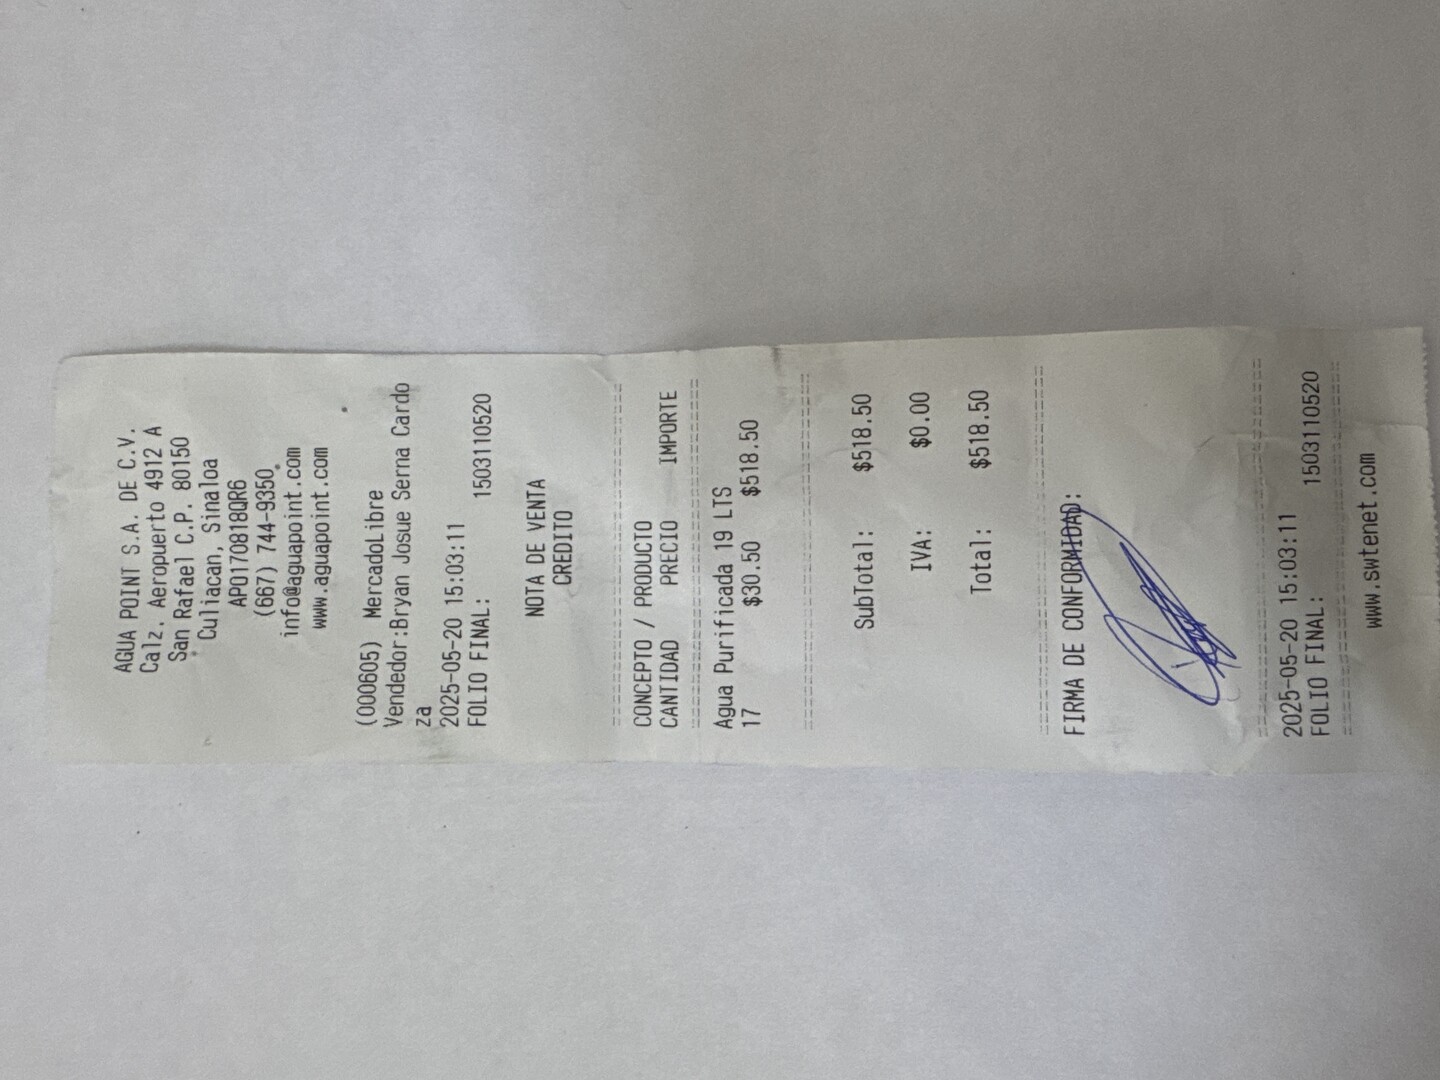 AGUA POINT S.A. DE C.V.
Calz. Aeropuerto 4912 A
San Rafael C.P. 80150
Culiacan, Sinaloa
APO170818QR6
(667) 744-9350
info@aguapoint.com
www.aguapoint.com
(0006605) MercadoLibre
Vendedor:Bryan Josue Serna Cardo
za
2025-05-20 15:03:11
FOLIO FINAL: 1503110520
NOTA DE VENTA
CREDITO
CONCEPTO / PRODUCTO
CANTIDAD PRECIO IMPORTE
Agua Purificada 19 LTS
17 $30.50 $518.50
SubTotal: $518.50
IVA: $0.00
Total: $518.50
FIRMA DE CONFORMIDAD:
2025-05-20 15:03:11
FOLIO FINAL: 1503110520
www.swtenet.com